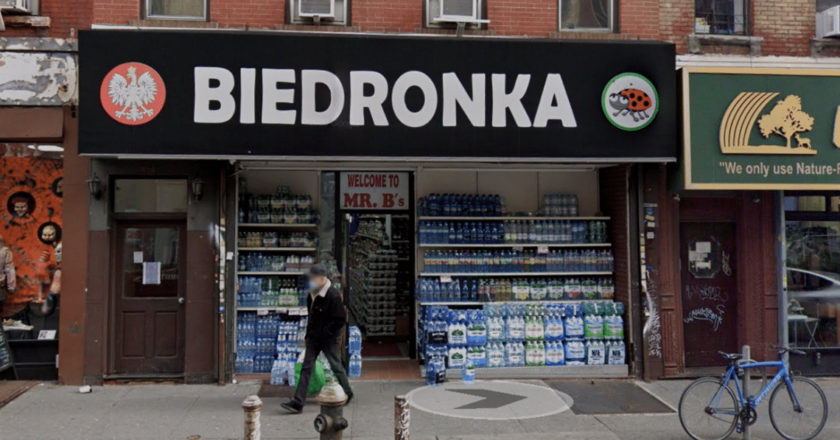 BIEDRONKA
WELCOME TO
MR. B's
"We only use Nature-